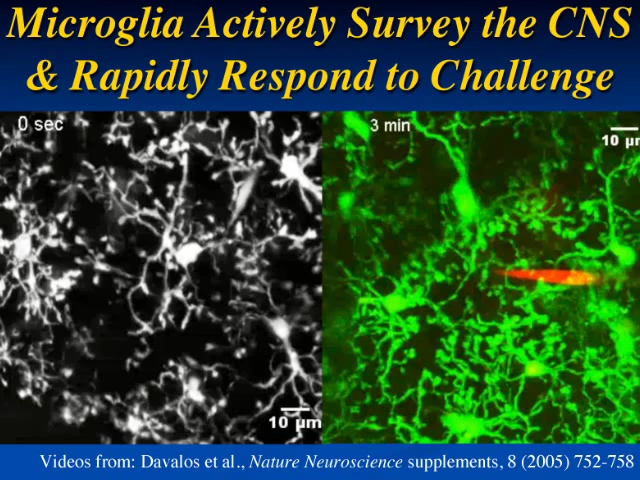 Microglia Actively Survey the CNS
& Rapidly Respond to Challenge
0 sec
3 min
10 µm
10 µm
Videos from: Davalos et al., Nature Neuroscience supplements, 8 (2005) 752-758